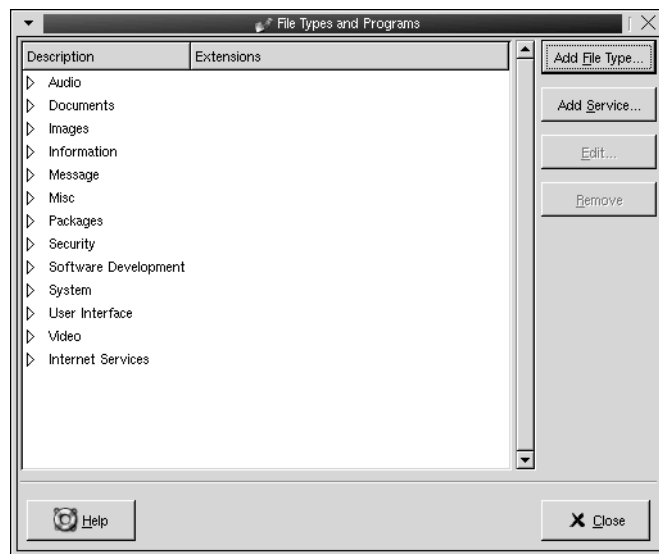 File Types and Programs
Description Extensions
Audio
Documents
Images
Information
Message
Misc
Packages
Security
Software Development
System
User Interface
Video
Internet Services
Add File Type...
Add Service...
Edit...
Remove
Help
Close